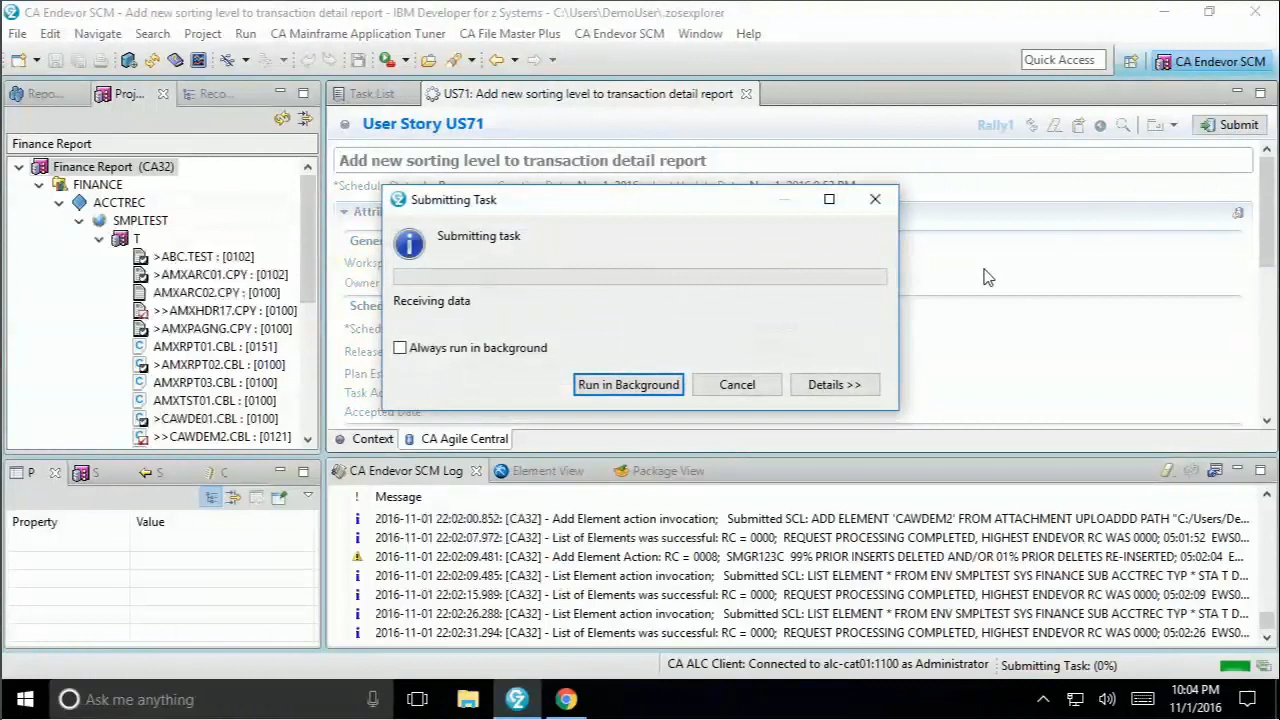 CA Endevor SCM - Add new sorting level to transaction detail report - IBM Developer for z Systems - C:\Users\DemoUser\.zosexplorer
File Edit Navigate Search Project Run CA Mainframe Application Tuner CA File Master Plus CA Endevor SCM Window Help
Quick Access
CA Endevor SCM
Repo...
Proj...
Reco...
Finance Report
Finance Report (CA32)
FINANCE
ACCTREC
SMPLTEST
T
>ABC.TEST : [0102]
>AMXARC01.CPY : [0102]
AMXARC02.CPY : [0100]
>>AMXHDR17.CPY : [0100]
>AMXPAGNG.CPY : [0100]
AMXRPT01.CBL : [0151]
>AMXRPT02.CBL : [0100]
AMXRPT03.CBL : [0100]
AMXTST01.CBL : [0100]
>CAWDE01.CBL : [0100]
>>CAWDEM2.CBL : [0121]
Task List
US71: Add new sorting level to transaction detail report
User Story US71
Rally1
Submit
Add new sorting level to transaction detail report
Attri
Gene
Worksp
Owner
Sched
*Sched
Releas
Plan Es
Task Ac
Accepted Date
Submitting Task
Submitting task
Receiving data
Always run in background
Run in Background
Cancel
Details >>
Context
CA Agile Central
P
S
S
C
Property Value
CA Endevor SCM Log
Element View
Package View
! Message
2016-11-01 22:02:00.852: [CA32] - Add Element action invocation; Submitted SCL: ADD ELEMENT 'CAWDEM2' FROM ATTACHMENT UPLOADDD PATH "C:/Users/De...
2016-11-01 22:02:07.972: [CA32] - List of Elements was successful: RC = 0000; REQUEST PROCESSING COMPLETED, HIGHEST ENDEVOR RC WAS 0000; 05:01:52 EWS0...
2016-11-01 22:02:09.481: [CA32] - Add Element Action: RC = 0008; SMGR123C 99% PRIOR INSERTS DELETED AND/OR 01% PRIOR DELETES RE-INSERTED; 05:02:04 E...
2016-11-01 22:02:09.485: [CA32] - List Element action invocation; Submitted SCL: LIST ELEMENT * FROM ENV SMPLTEST SYS FINANCE SUB ACCTREC TYP * STA T D...
2016-11-01 22:02:15.989: [CA32] - List of Elements was successful: RC = 0000; REQUEST PROCESSING COMPLETED, HIGHEST ENDEVOR RC WAS 0000; 05:02:09 EWS0...
2016-11-01 22:02:26.288: [CA32] - List Element action invocation; Submitted SCL: LIST ELEMENT * FROM ENV SMPLTEST SYS FINANCE SUB ACCTREC TYP * STA T D...
2016-11-01 22:02:31.294: [CA32] - List of Elements was successful: RC = 0000; REQUEST PROCESSING COMPLETED, HIGHEST ENDEVOR RC WAS 0000; 05:02:26 EWS0...
CA ALC Client: Connected to alc-cat01:1100 as Administrator
Submitting Task: (0%)
Ask me anything
10:04 PM
11/1/2016